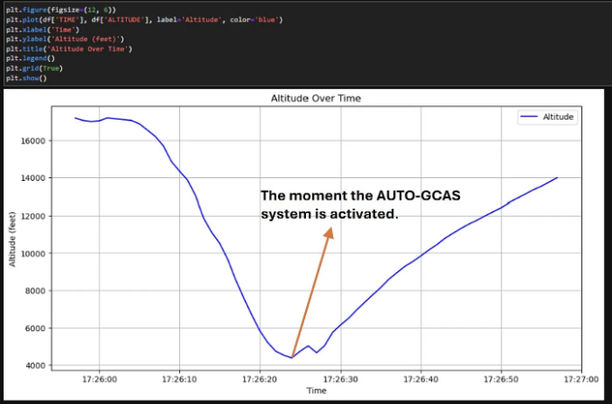 plt.figure(figsize=(12, 6))
plt.plot(df['TIME'], df['ALTITUDE'], label='Altitude', color='blue')
plt.xlabel('Time')
plt.ylabel('Altitude (feet)')
plt.title('Altitude Over Time')
plt.legend()
plt.grid(True)
plt.show()
Altitude Over Time
Altitude
The moment the AUTO-GCAS
system is activated.
Altitude (feet)
16000
14000
12000
10000
8000
6000
4000
17:26:00 17:26:10 17:26:20 17:26:30 17:26:40 17:26:50 17:27:00
Time